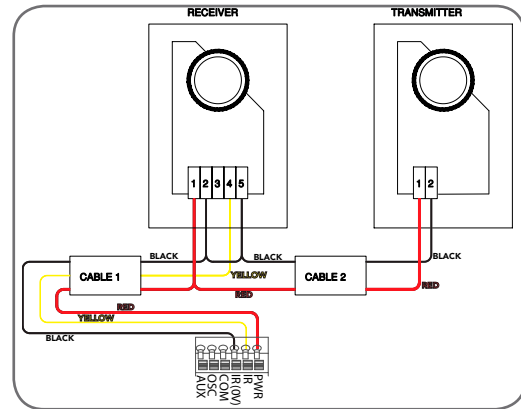 RECEIVER
TRANSMITTER
1 2 3 4 5
1 2
BLACK
BLACK
BLACK
CABLE 1
YELLOW
CABLE 2
RED
RED
RED
YELLOW
BLACK
AUX
OSC
COM
IR(0V)
IR
PWR